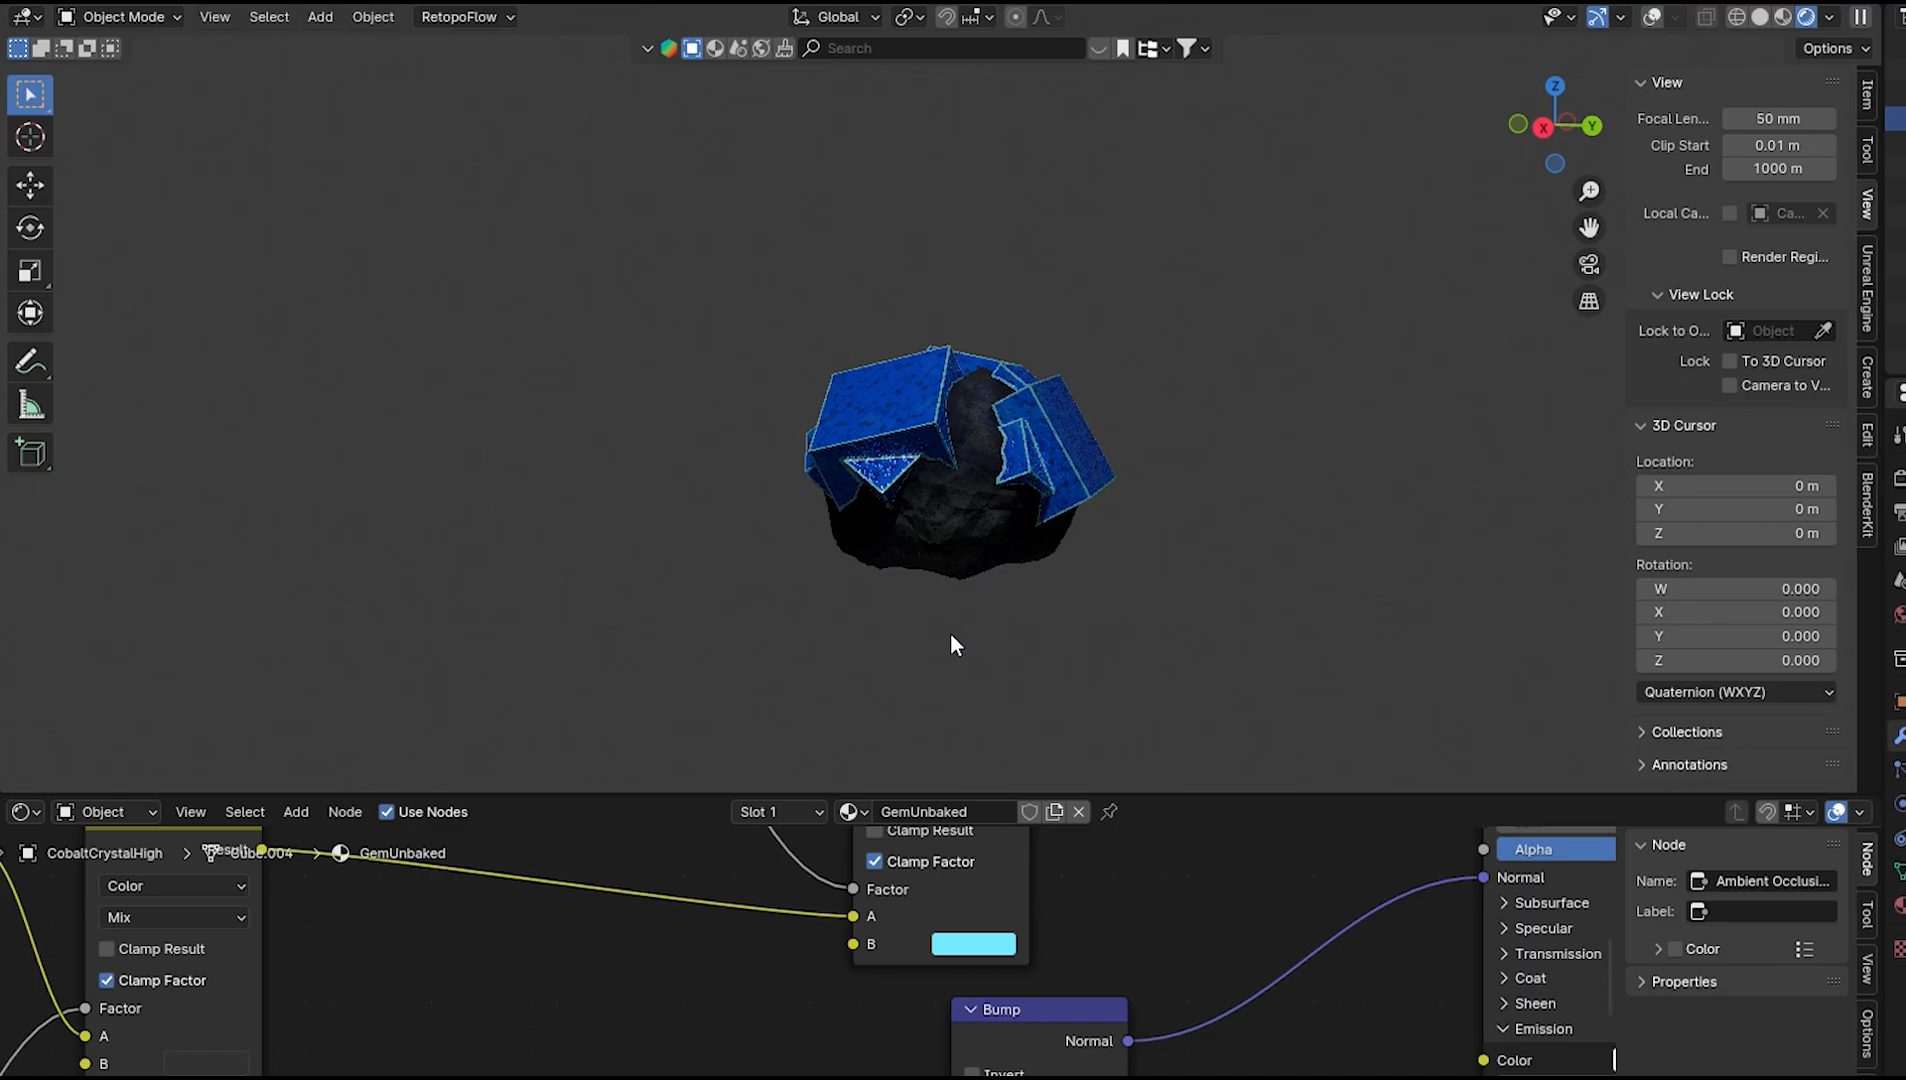 Object Mode View Select Add Object RetopoFlow Global
Search Options
Z
X Y
View
Focal Len... 50 mm
Clip Start 0.01 m
End 1000 m
Local Ca... Ca...
Render Regi...
View Lock
Lock to O... Object
Lock To 3D Cursor
Camera to V...
3D Cursor
Location:
X 0 m
Y 0 m
Z 0 m
Rotation:
W 0.000
X 0.000
Y 0.000
Z 0.000
Quaternion (WXYZ)
Collections
Annotations
Item
Tool
View
Unreal Engine
Create
Edit
BlenderKit
Object View Select Add Node Use Nodes Slot 1 GemUnbaked
CobaltCrystalHigh > Cube.004 > GemUnbaked
Result
Color
Mix
Clamp Result
Clamp Factor
Factor
A
B
Clamp Result
Clamp Factor
Factor
A
B
Bump
Normal
Invert
Alpha
Normal
Subsurface
Specular
Transmission
Coat
Sheen
Emission
Color
Node
Name: Ambient Occlusi...
Label:
Color
Properties
Node
Tool
View
Options